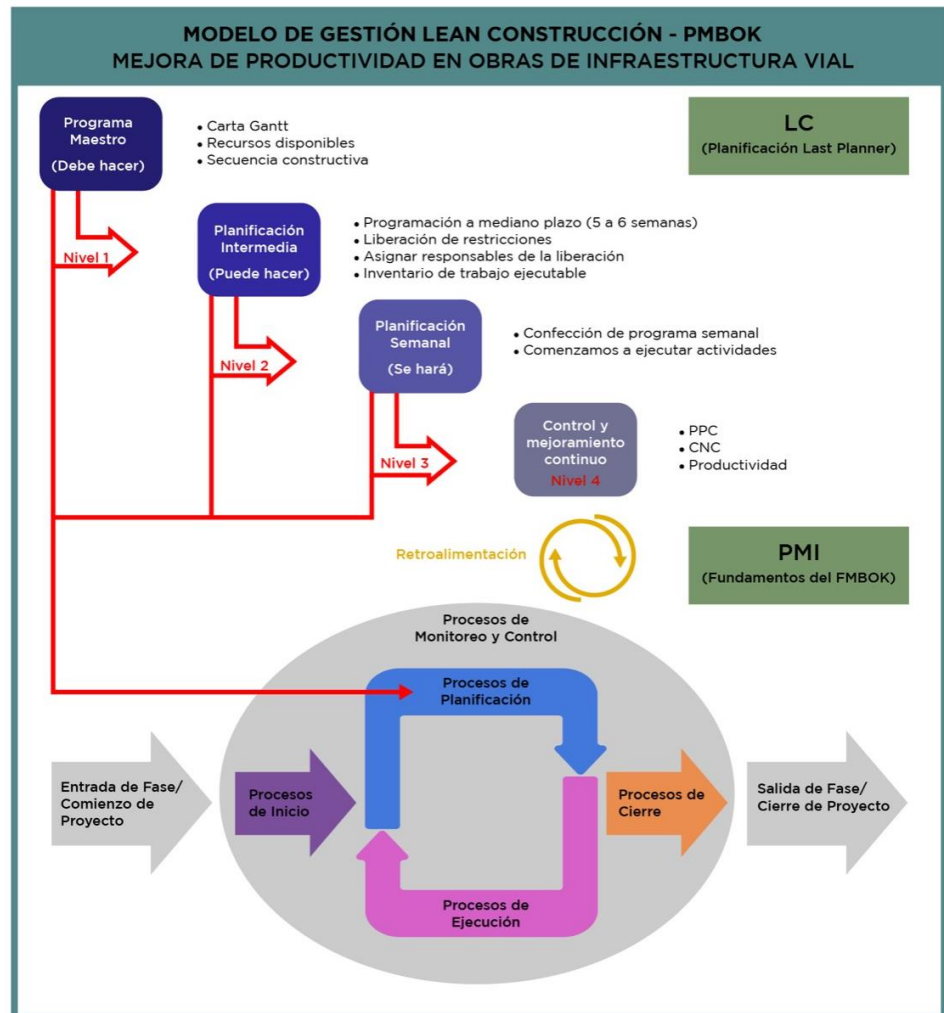 MODELO DE GESTIÓN LEAN CONSTRUCCIÓN - PMBOK
MEJORA DE PRODUCTIVIDAD EN OBRAS DE INFRAESTRUCTURA VIAL
Programa
Maestro
(Debe hacer)
• Carta Gantt
• Recursos disponibles
• Secuencia constructiva
LC
(Planificación Last Planner)
Nivel 1
Planificación
Intermedia
(Puede hacer)
• Programación a mediano plazo (5 a 6 semanas)
• Liberación de restricciones
• Asignar responsables de la liberación
• Inventario de trabajo ejecutable
Nivel 2
Planificación
Semanal
(Se hará)
• Confección de programa semanal
• Comenzamos a ejecutar actividades
Nivel 3
Control y
mejoramiento
continuo
Nivel 4
• PPC
• CNC
• Productividad
Retroalimentación
PMI
(Fundamentos del FMBOK)
Procesos de
Monitoreo y Control
Procesos de
Planificación
Entrada de Fase/
Comienzo de
Proyecto
Procesos
de Inicio
Procesos de
Cierre
Salida de Fase/
Cierre de Proyecto
Procesos de
Ejecución